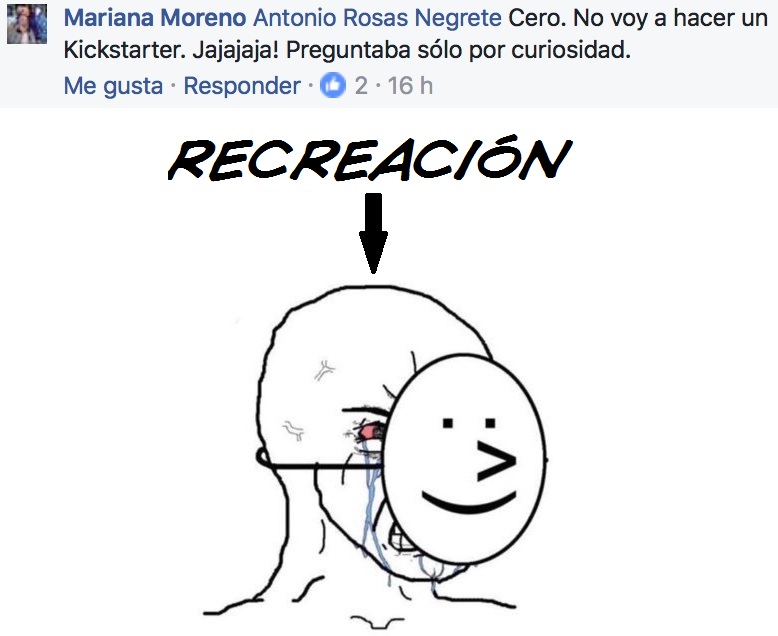 Mariana Moreno Antonio Rosas Negrete Cero. No voy a hacer un
Kickstarter. Jajajaja! Preguntaba sólo por curiosidad.
Me gusta · Responder · 2 · 16 h
RECREACIÓN